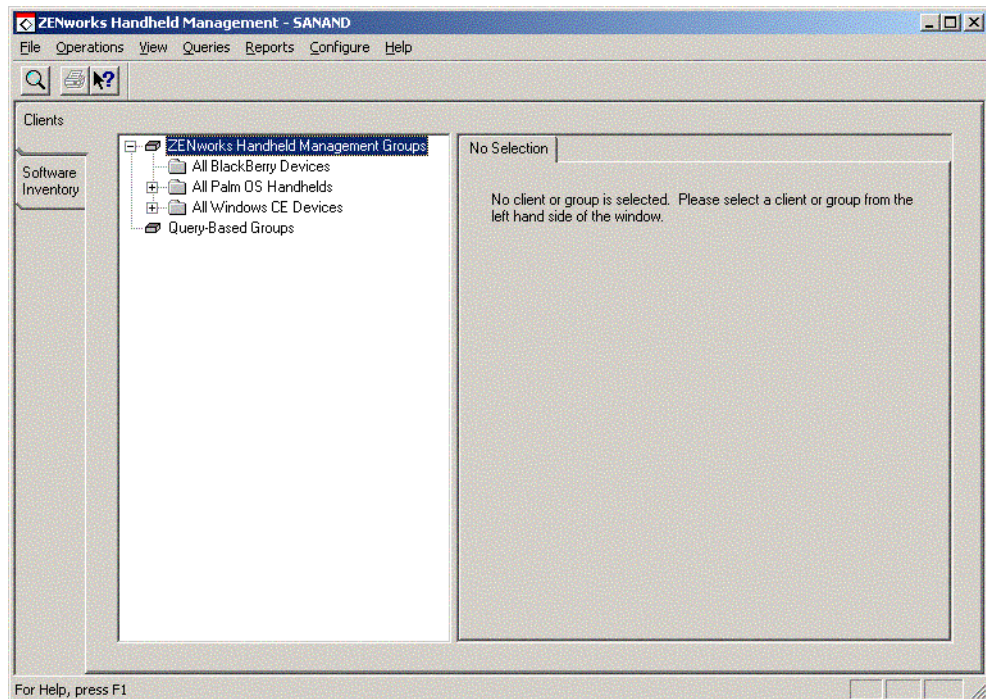 ZENworks Handheld Management - SANAND
File Operations View Queries Reports Configure Help
Clients
Software
Inventory
ZENworks Handheld Management Groups
All BlackBerry Devices
All Palm OS Handhelds
All Windows CE Devices
Query-Based Groups
No Selection
No client or group is selected. Please select a client or group from the
left hand side of the window.
For Help, press F1